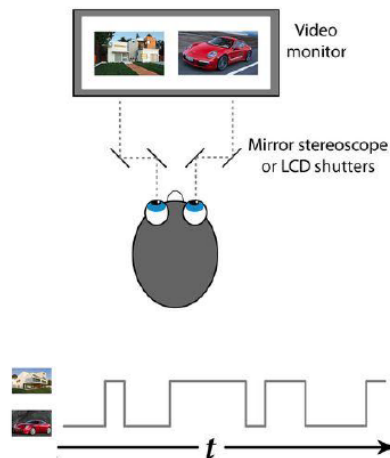 Video
monitor
Mirror stereoscope
or LCD shutters
t